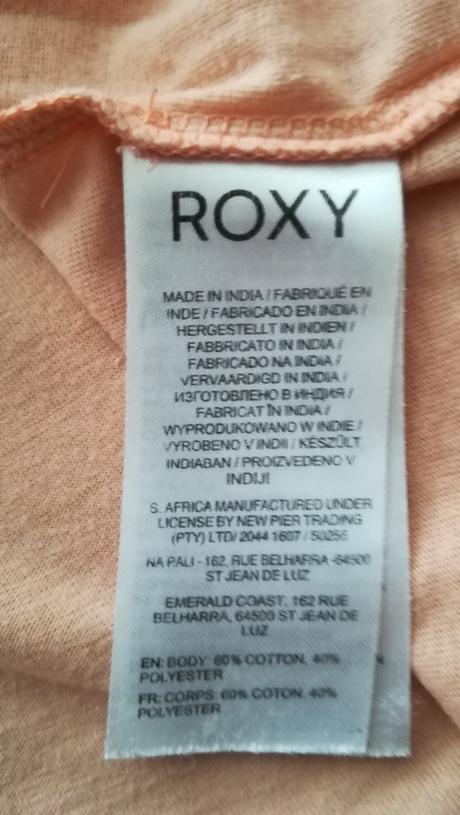 ROXY
MADE IN INDIA / FABRIQUÉ EN
INDE / FABRICADO EN INDIA /
HERGESTELLT IN INDIEN /
FABBRICATO IN INDIA /
FABRICADO NA INDIA /
VERVAARDIGD IN INDIA /
ИЗГОТОВЛЕНО В ИНДИЯ /
FABRICAT ÎN INDIA /
WYPRODUKOWANO W INDIE /
VYROBENO V INDII / KÉSZÜLT
INDIABAN / PROIZVEDENO V
INDIJI
S. AFRICA MANUFACTURED UNDER
LICENSE BY NEW PIER TRADING
(PTY) LTD/ 2044 1607 /
NA PALI - 162, RUE BELHARRA -64500
ST JEAN DE LUZ
EMERALD COAST, 162 RUE
BELHARRA, 64500 ST JEAN DE
LUZ
EN: BODY: 60% COTTON, 40%
POLYESTER
FR: CORPS: 60% COTON, 40%
POLYESTER